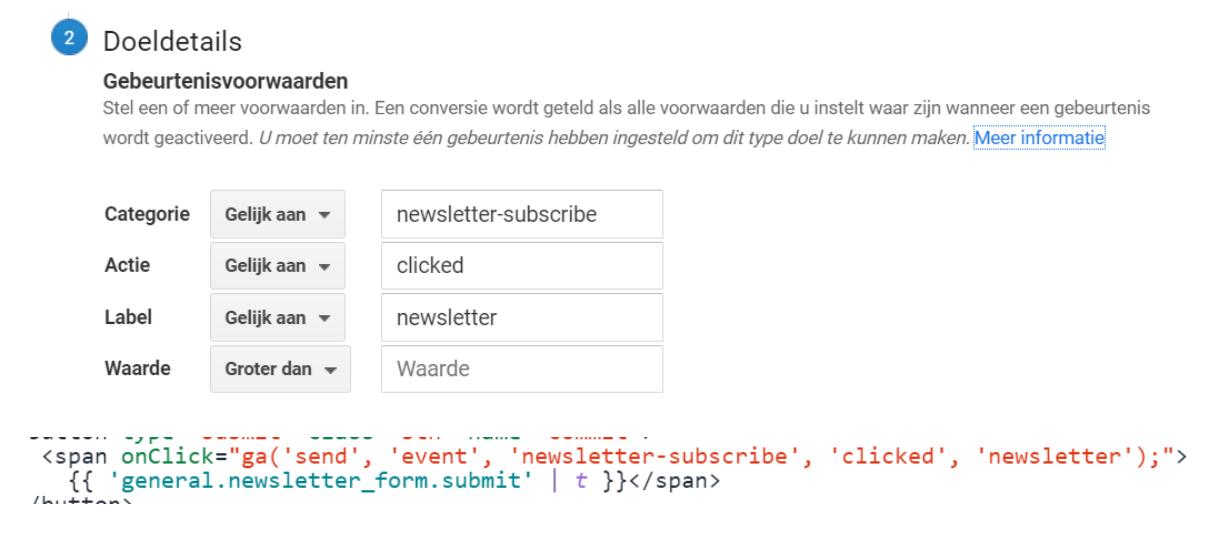 2 Doeldetails
Gebeurtenisvoorwaarden
Stel een of meer voorwaarden in. Een conversie wordt geteld als alle voorwaarden die u instelt waar zijn wanneer een gebeurtenis
wordt geactiveerd. U moet ten minste één gebeurtenis hebben ingesteld om dit type doel te kunnen maken. Meer informatie
Categorie Gelijk aan newsletter-subscribe
Actie Gelijk aan clicked
Label Gelijk aan newsletter
Waarde Groter dan Waarde
<span onClick="ga('send', 'event', 'newsletter-subscribe', 'clicked', 'newsletter');">
{{ 'general.newsletter_form.submit' | t }}</span>